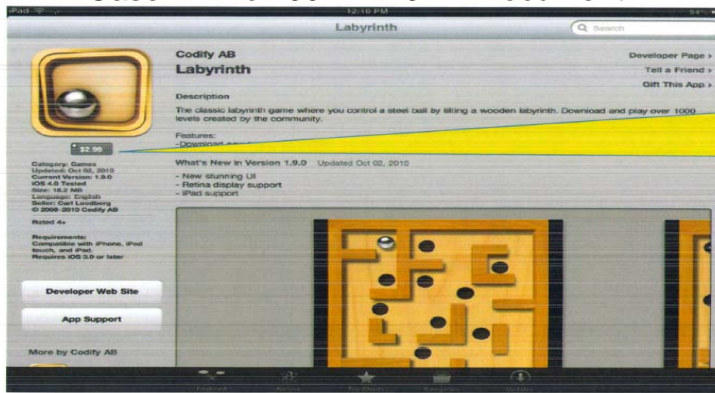 iPad
12:10 PM
Labyrinth
Search
Codify AB
Labyrinth
Developer Page >
Tell a Friend >
Gift This App >
Description
The classic labyrinth game where you control a steel ball by tilting a wooden labyrinth. Download and play over 1000
levels created by the community.
Features:
-Download
$2.99
What's New in Version 1.9.0 Updated Oct 02, 2010
- New stunning UI
- Retina display support
- iPad support
Category: Games
Updated: Oct 02, 2010
Current Version: 1.9.0
iOS 4.0 Tested
Size: 16.2 MB
Language: English
Seller: Carl Loodberg
© 2008-2010 Codify AB
Rated 4+
Requirements:
Compatible with iPhone, iPod
touch, and iPad.
Requires iOS 3.0 or later
Developer Web Site
App Support
More by Codify AB